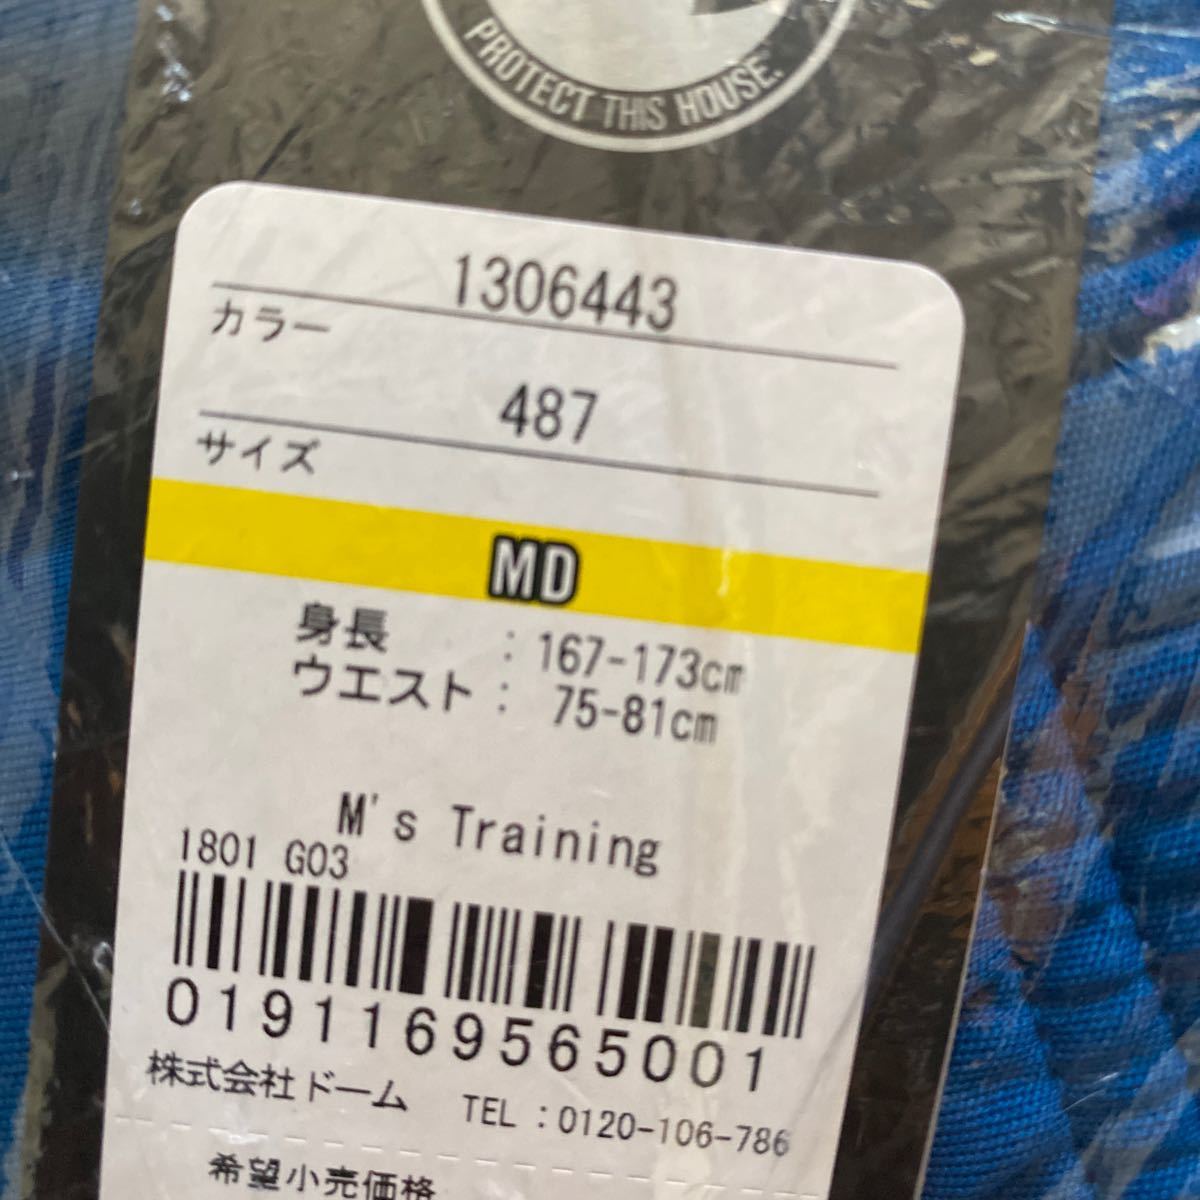 PROTECT THIS HOUSE.
1306443
カラー
487
サイズ
MD
身長 : 167-173cm
ウエスト : 75-81cm
M's Training
1801 G03
0191169565001
株式会社ドーム TEL : 0120-106-786
希望小売価格